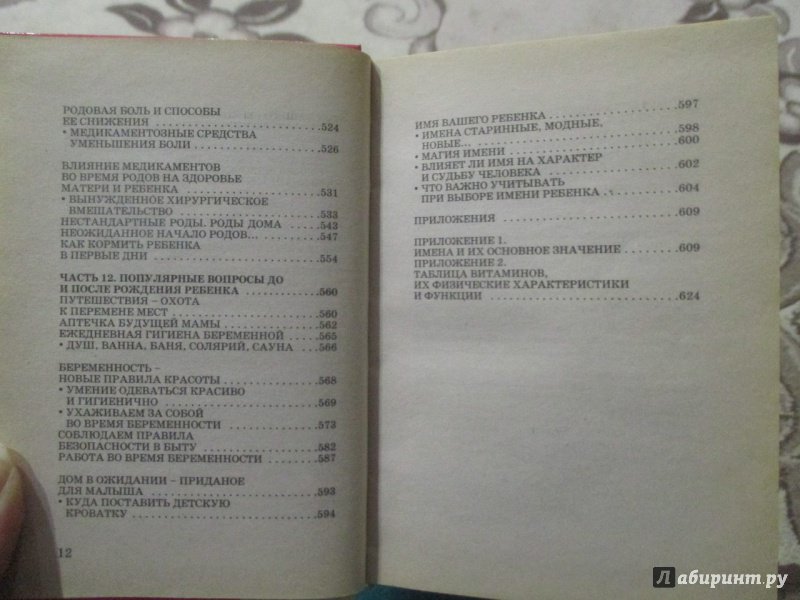 РОДОВАЯ БОЛЬ И СПОСОБЫ
ЕЕ СНИЖЕНИЯ ........ 524
• МЕДИКАМЕНТОЗНЫЕ СРЕДСТВА
УМЕНЬШЕНИЯ БОЛИ ........ 526
ВЛИЯНИЕ МЕДИКАМЕНТОВ
ВО ВРЕМЯ РОДОВ НА ЗДОРОВЬЕ
МАТЕРИ И РЕБЕНКА ........ 531
• ВЫНУЖДЕННОЕ ХИРУРГИЧЕСКОЕ
ВМЕШАТЕЛЬСТВО ........ 533
НЕСТАНДАРТНЫЕ РОДЫ. РОДЫ ДОМА ... 543
НЕОЖИДАННОЕ НАЧАЛО РОДОВ... ........ 547
КАК КОРМИТЬ РЕБЕНКА
В ПЕРВЫЕ ДНИ ........ 554
ЧАСТЬ 12. ПОПУЛЯРНЫЕ ВОПРОСЫ ДО
И ПОСЛЕ РОЖДЕНИЯ РЕБЕНКА ........ 560
ПУТЕШЕСТВИЯ – ОХОТА
К ПЕРЕМЕНЕ МЕСТ ........ 560
АПТЕЧКА БУДУЩЕЙ МАМЫ ........ 562
ЕЖЕДНЕВНАЯ ГИГИЕНА БЕРЕМЕННОЙ ..... 565
• ДУШ, ВАННА, БАНЯ, СОЛЯРИЙ, САУНА ... 566
БЕРЕМЕННОСТЬ –
НОВЫЕ ПРАВИЛА КРАСОТЫ ........ 568
• УМЕНИЕ ОДЕВАТЬСЯ КРАСИВО
И ГИГИЕНИЧНО ........ 569
• УХАЖИВАЕМ ЗА СОБОЙ
ВО ВРЕМЯ БЕРЕМЕННОСТИ ........ 573
СОБЛЮДАЕМ ПРАВИЛА
БЕЗОПАСНОСТИ В БЫТУ ........ 582
РАБОТА ВО ВРЕМЯ БЕРЕМЕННОСТИ ........ 587
ДОМ В ОЖИДАНИИ – ПРИДАНОЕ
ДЛЯ МАЛЫША ........ 593
• КУДА ПОСТАВИТЬ ДЕТСКУЮ
КРОВАТКУ ........ 594
12
ИМЯ ВАШЕГО РЕБЕНКА ........ 597
• ИМЕНА СТАРИННЫЕ, МОДНЫЕ,
НОВЫЕ... ........ 598
• МАГИЯ ИМЕНИ ........ 600
• ВЛИЯЕТ ЛИ ИМЯ НА ХАРАКТЕР
И СУДЬБУ ЧЕЛОВЕКА ........ 602
• ЧТО ВАЖНО УЧИТЫВАТЬ
ПРИ ВЫБОРЕ ИМЕНИ РЕБЕНКА ........ 604
ПРИЛОЖЕНИЯ ........ 609
ПРИЛОЖЕНИЕ 1.
ИМЕНА И ИХ ОСНОВНОЕ ЗНАЧЕНИЕ ........ 609
ПРИЛОЖЕНИЕ 2.
ТАБЛИЦА ВИТАМИНОВ,
ИХ ФИЗИЧЕСКИЕ ХАРАКТЕРИСТИКИ
И ФУНКЦИИ ........ 624
Лабиринт.ру